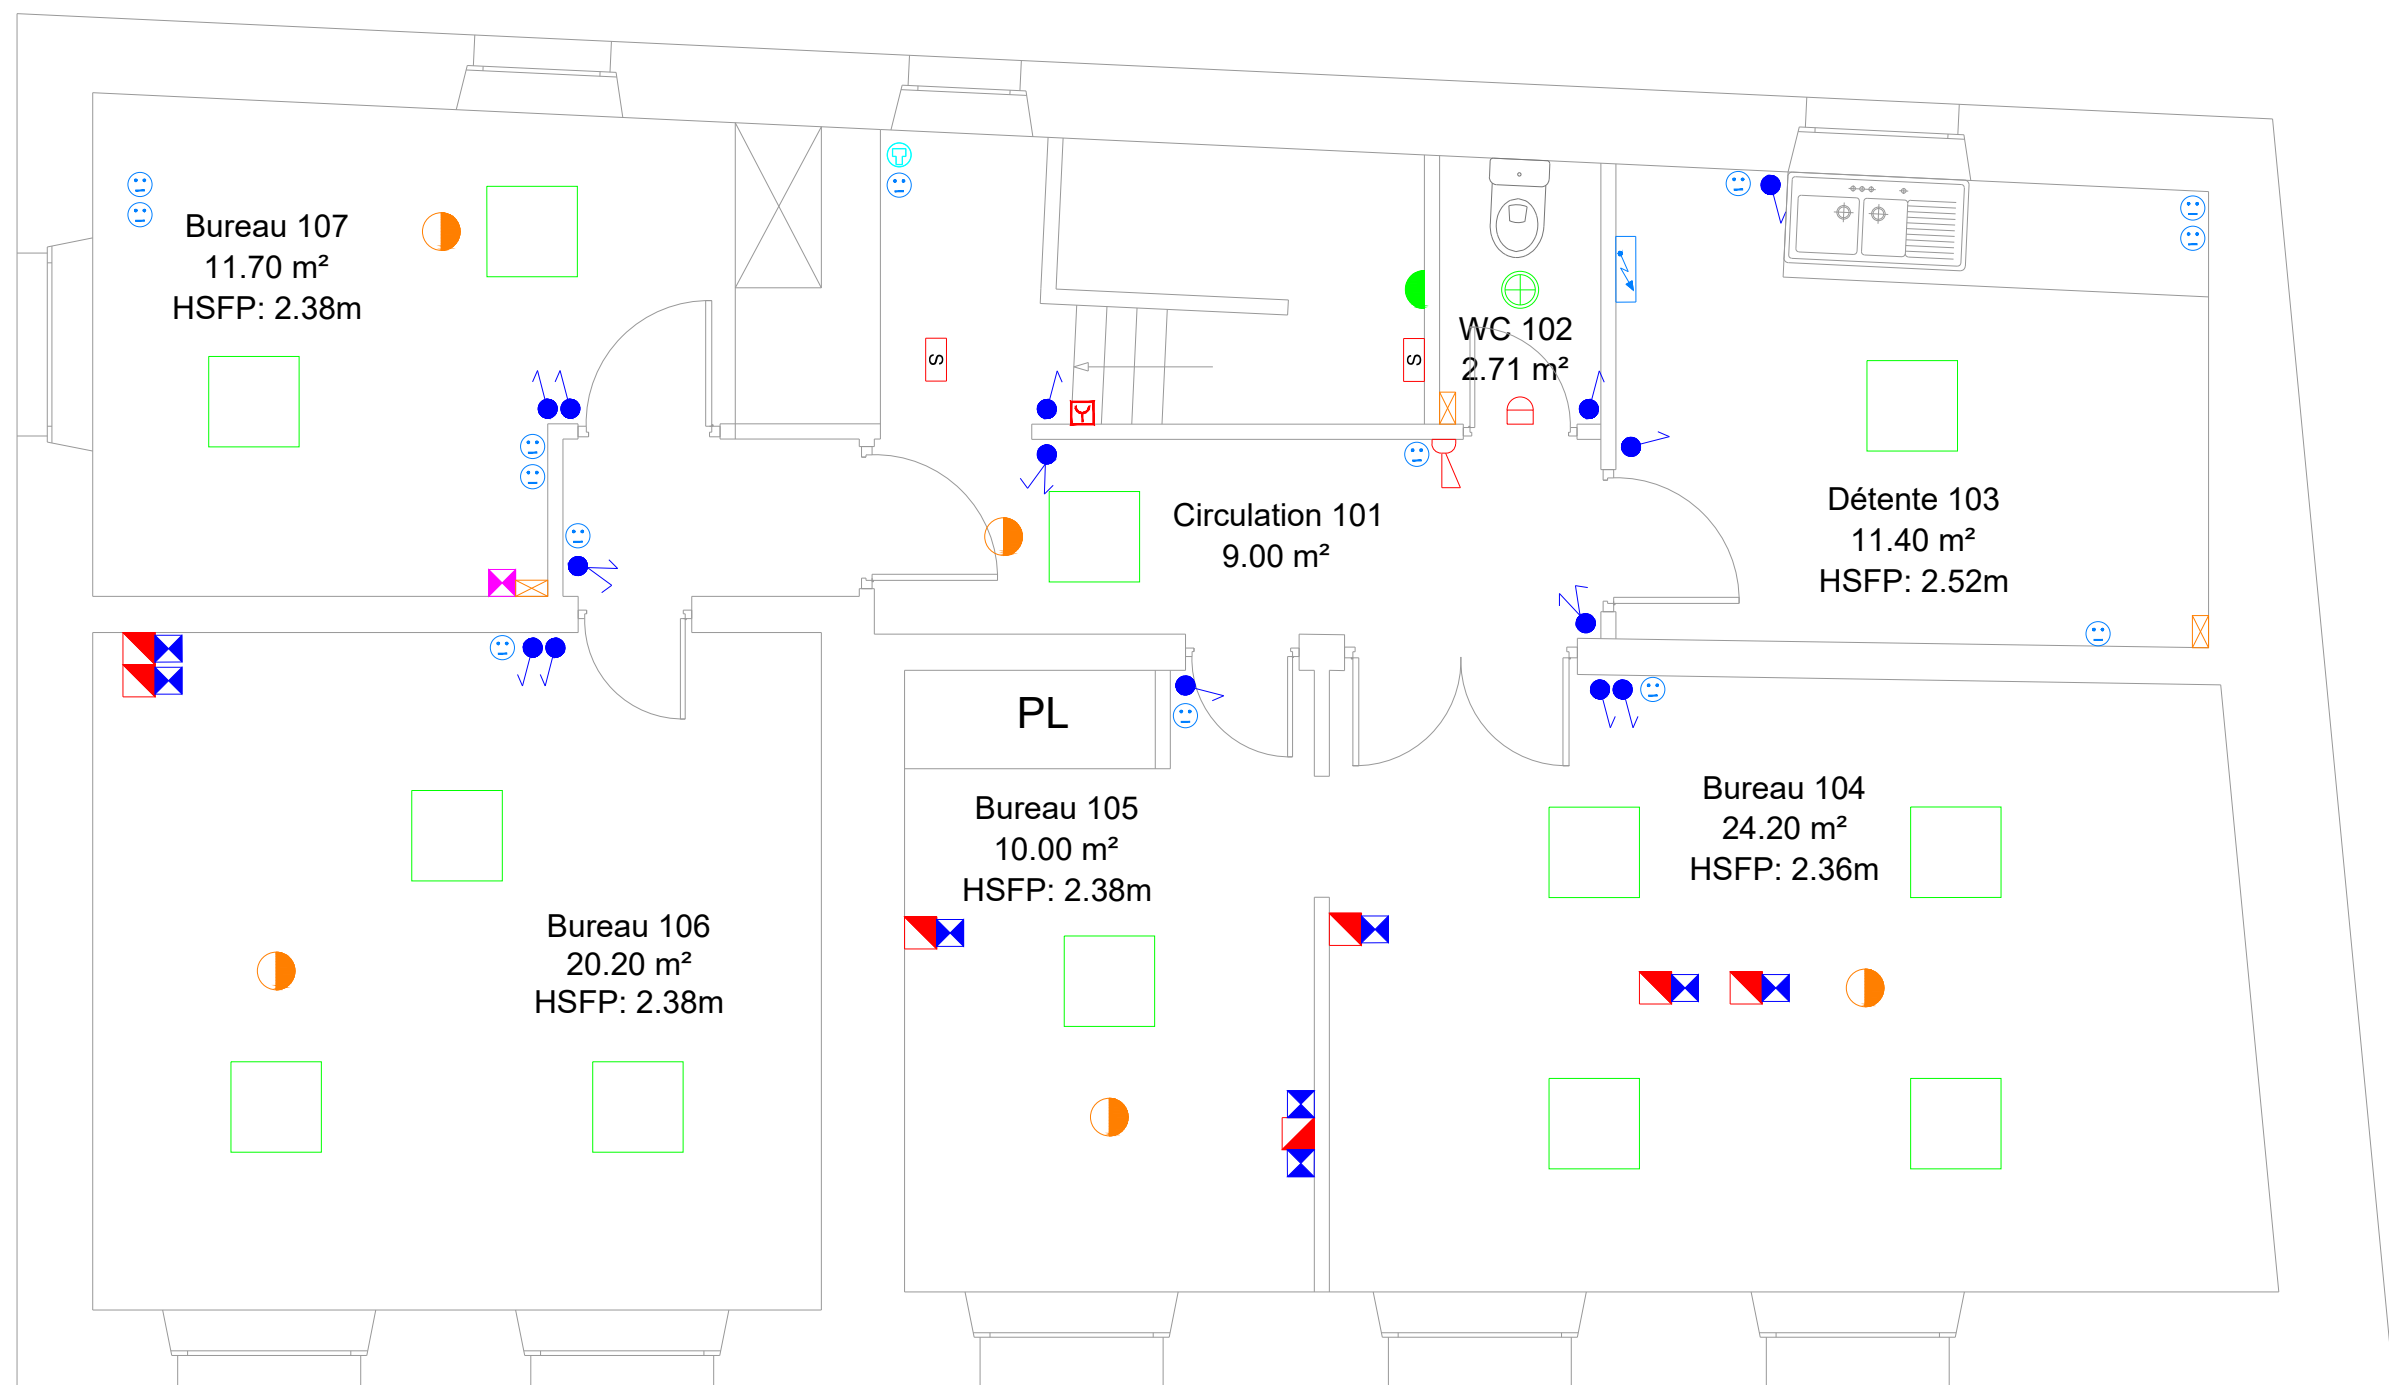 Bureau 107
11.70 m²
HSFP: 2.38m
S
S
WC 102
2.71 m²
Circulation 101
9.00 m²
Détente 103
11.40 m²
HSFP: 2.52m
PL
Bureau 105
10.00 m²
HSFP: 2.38m
Bureau 104
24.20 m²
HSFP: 2.36m
Bureau 106
20.20 m²
HSFP: 2.38m